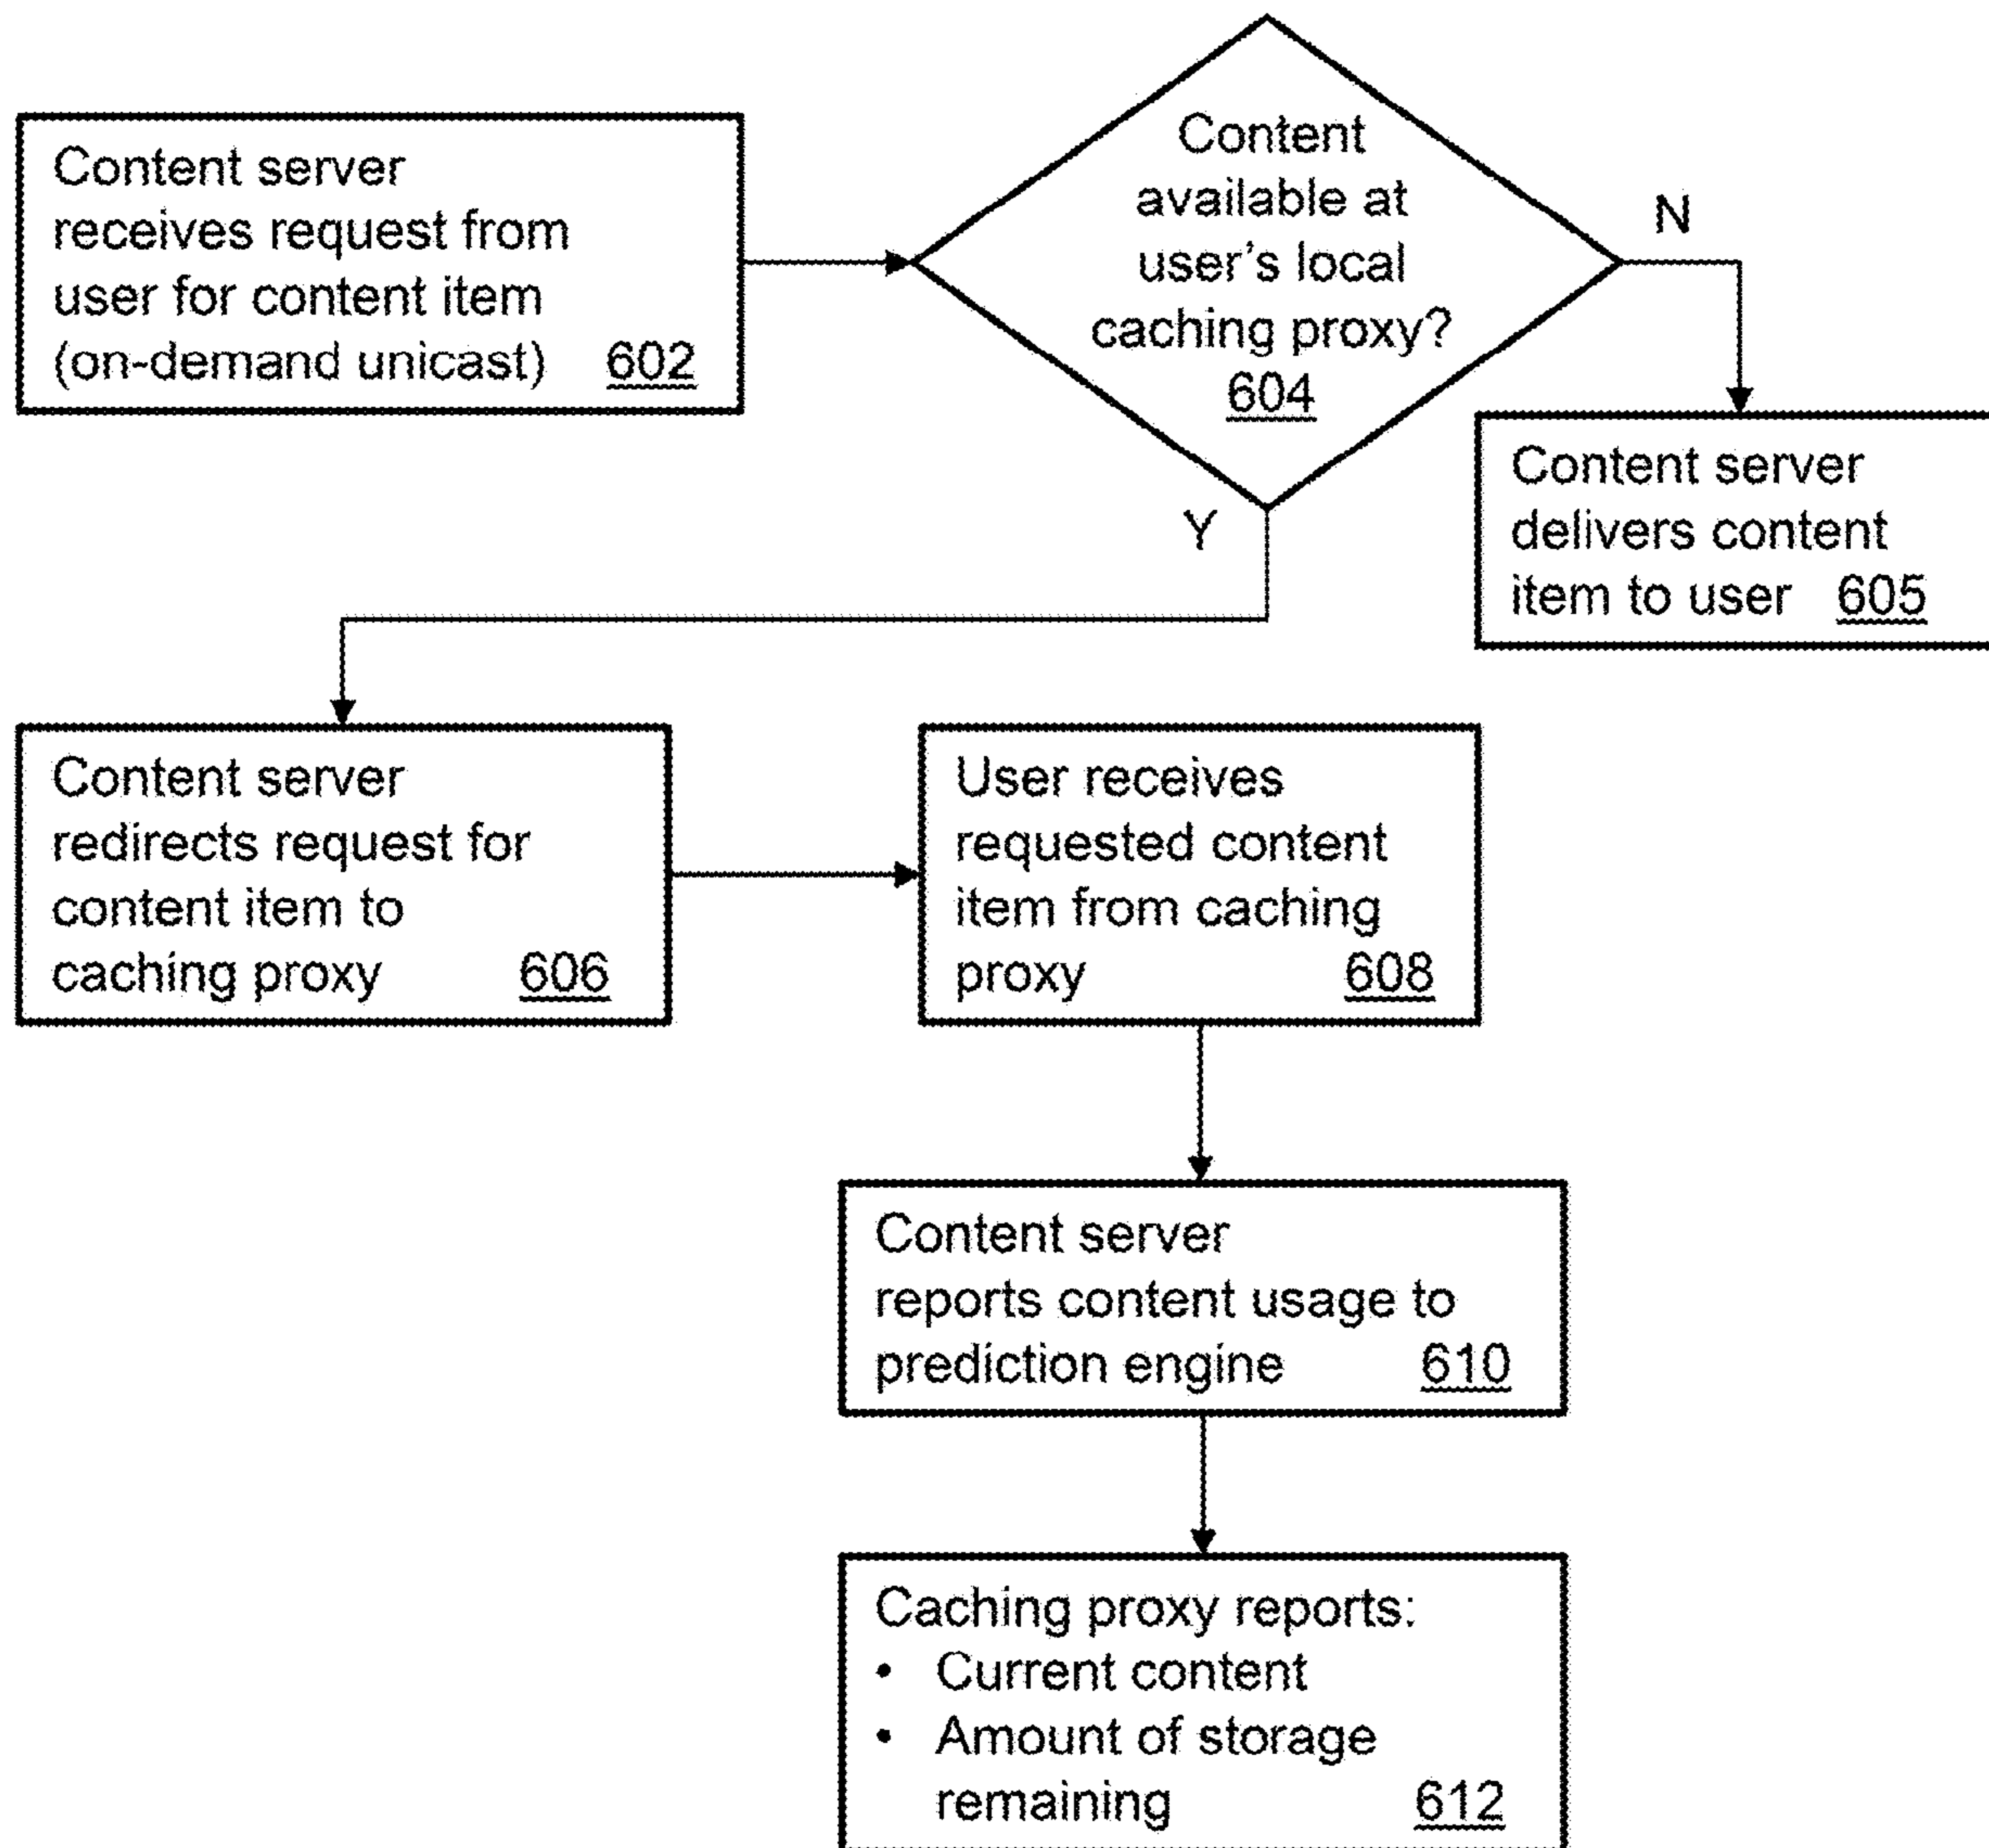 Content server
receives request from
user for content item
(on-demand unicast) 602
Content
available at
user's local
caching proxy?
604
N
Y
Content server
delivers content
item to user 605
Content server
redirects request for
content item to
caching proxy 606
User receives
requested content
item from caching
proxy 608
Content server
reports content usage to
prediction engine 610
Caching proxy reports:
• Current content
• Amount of storage
remaining 612